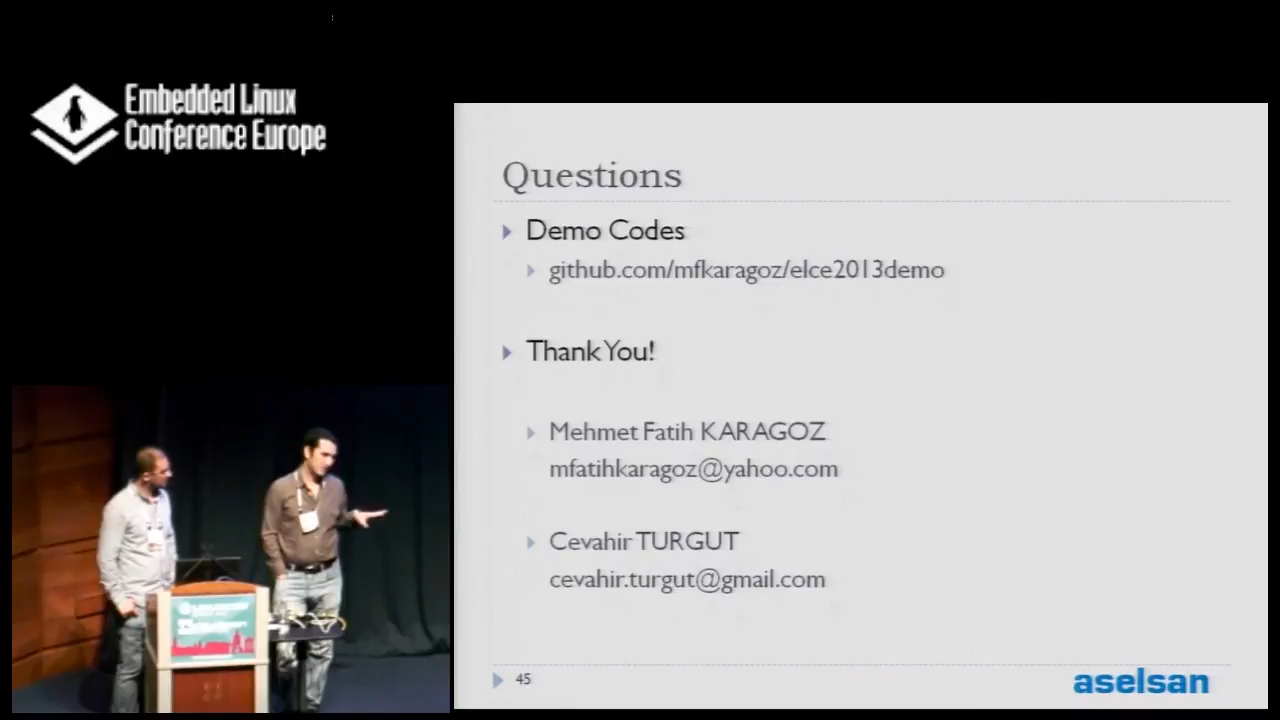 Embedded Linux
Conference Europe
Questions
Demo Codes
github.com/mfkaragoz/elce2013demo
Thank You!
Mehmet Fatih KARAGOZ
mfatihkaragoz@yahoo.com
Cevahir TURGUT
cevahir.turgut@gmail.com
45
aselsan